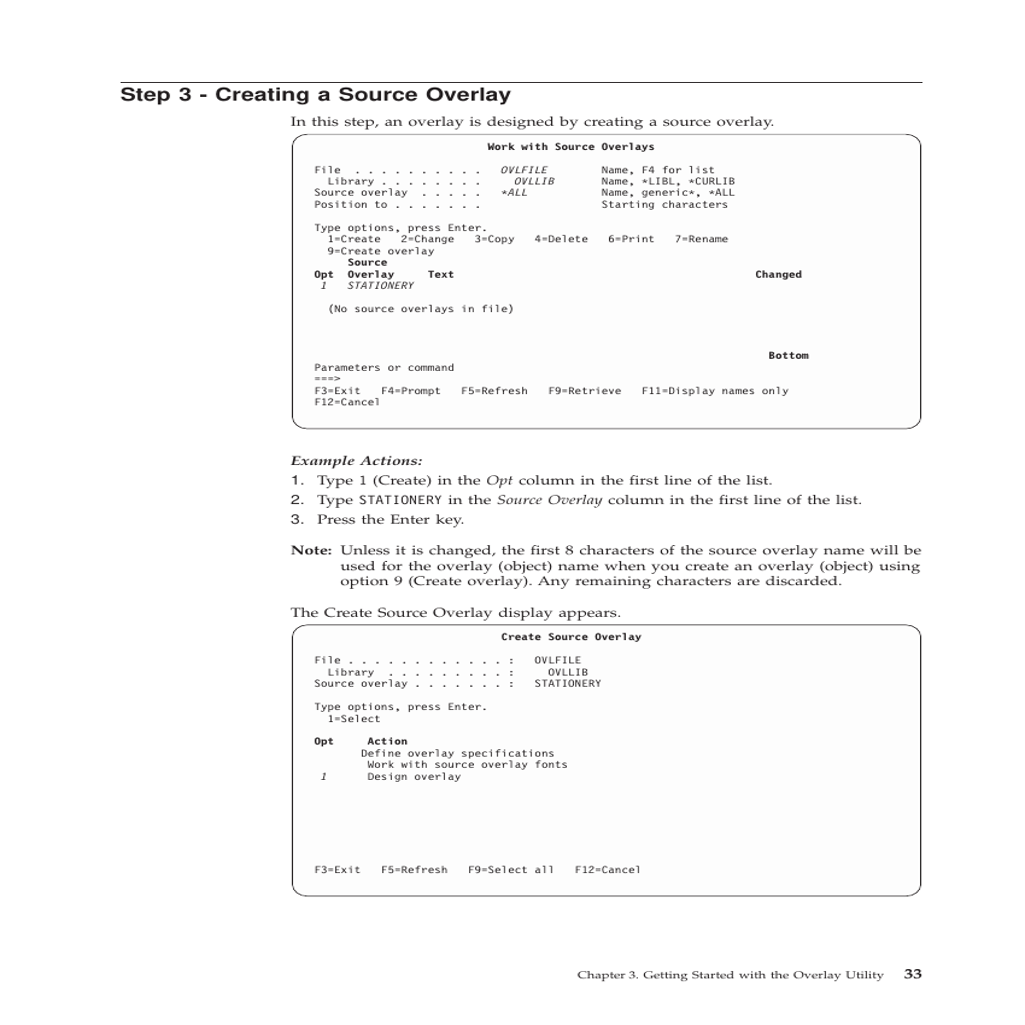 Step 3 - Creating a Source Overlay
In this step, an overlay is designed by creating a source overlay.
Work with Source Overlays
File . . . . . . . . . . OVLFILE Name, F4 for list
Library . . . . . . . . OVLLIB Name, *LIBL, *CURLIB
Source overlay . . . . . *ALL Name, generic*, *ALL
Position to . . . . . . . Starting characters
Type options, press Enter.
1=Create 2=Change 3=Copy 4=Delete 6=Print 7=Rename
9=Create overlay
Source
Opt Overlay Text Changed
1 STATIONERY
(No source overlays in file)
Bottom
Parameters or command
===>
F3=Exit F4=Prompt F5=Refresh F9=Retrieve F11=Display names only
F12=Cancel
Example Actions:
1. Type 1 (Create) in the Opt column in the first line of the list.
2. Type STATIONERY in the Source Overlay column in the first line of the list.
3. Press the Enter key.
Note: Unless it is changed, the first 8 characters of the source overlay name will be
used for the overlay (object) name when you create an overlay (object) using
option 9 (Create overlay). Any remaining characters are discarded.
The Create Source Overlay display appears.
Create Source Overlay
File . . . . . . . . . . . . : OVLFILE
Library . . . . . . . . . : OVLLIB
Source overlay . . . . . . . : STATIONERY
Type options, press Enter.
1=Select
Opt Action
Define overlay specifications
Work with source overlay fonts
1 Design overlay
F3=Exit F5=Refresh F9=Select all F12=Cancel
Chapter 3. Getting Started with the Overlay Utility 33